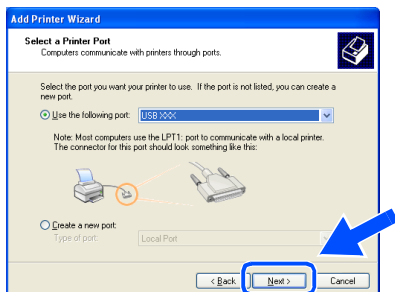 Add Printer Wizard
Select a Printer Port
Computers communicate with printers through ports.
Select the port you want your printer to use. If the port is not listed, you can create a
new port.
Use the following port:
USB XXX
Note: Most computers use the LPT1: port to communicate with a local printer.
The connector for this port should look something like this:
Create a new port:
Type of port:
Local Port
< Back
Next >
Cancel